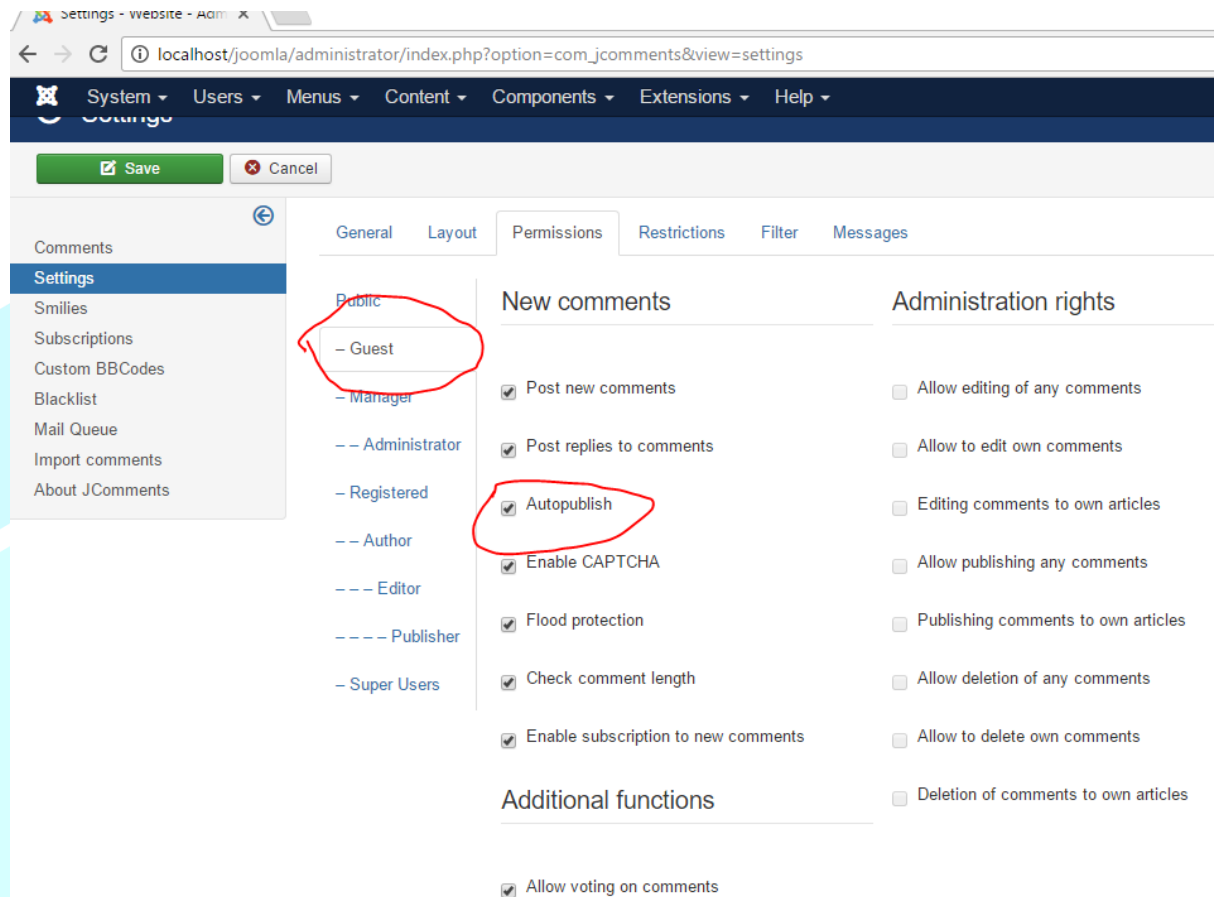 Settings - Website - Adm
localhost/joomla/administrator/index.php?option=com_jcomments&view=settings
System Users Menus Content Components Extensions Help
Settings
Save Cancel
General Layout Permissions Restrictions Filter Messages
Comments
Settings
Smilies
Subscriptions
Custom BBCodes
Blacklist
Mail Queue
Import comments
About JComments
Public
– Guest
– Manager
– – Administrator
– Registered
– – Author
– – – Editor
– – – – Publisher
– Super Users
New comments
Post new comments
Post replies to comments
Autopublish
Enable CAPTCHA
Flood protection
Check comment length
Enable subscription to new comments
Additional functions
Allow voting on comments
Administration rights
Allow editing of any comments
Allow to edit own comments
Editing comments to own articles
Allow publishing any comments
Publishing comments to own articles
Allow deletion of any comments
Allow to delete own comments
Deletion of comments to own articles